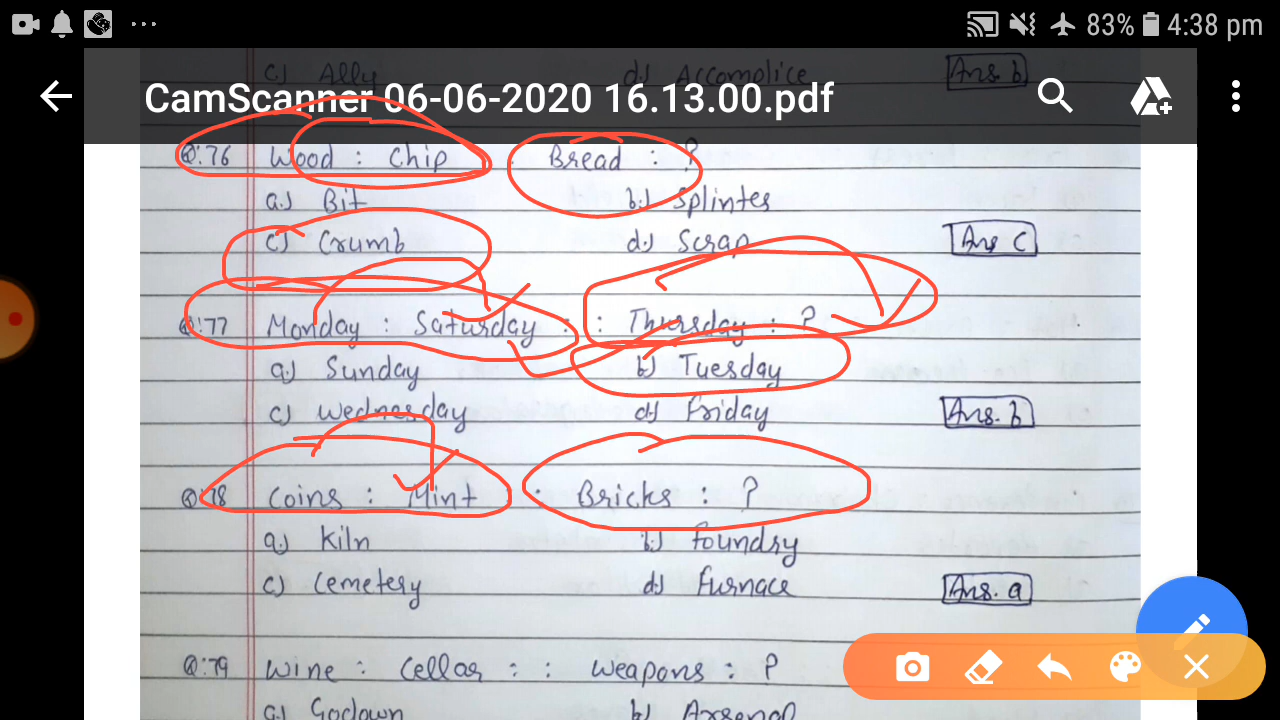 83% 4:38 pm
c) Ally d) Accomplice Ans. b
CamScanner 06-06-2020 16.13.00.pdf
Q:76 Wood : Chip : Bread : ?
a.) Bit b.) Splintes
c) Crumb d.) Scrap Ans C
Q:77 Monday : Saturday : : Thursday : ?
a.) Sunday b) Tuesday
c) Wednesday d) Friday Ans. b
Q:78 Coins : Mint : Bricks : ?
a) Kiln b.) foundry
c) Cemetery d) furnace Ans. a
Q:79 Wine : Cellar : : Weapons : ?
a) Godown b) Arsenal